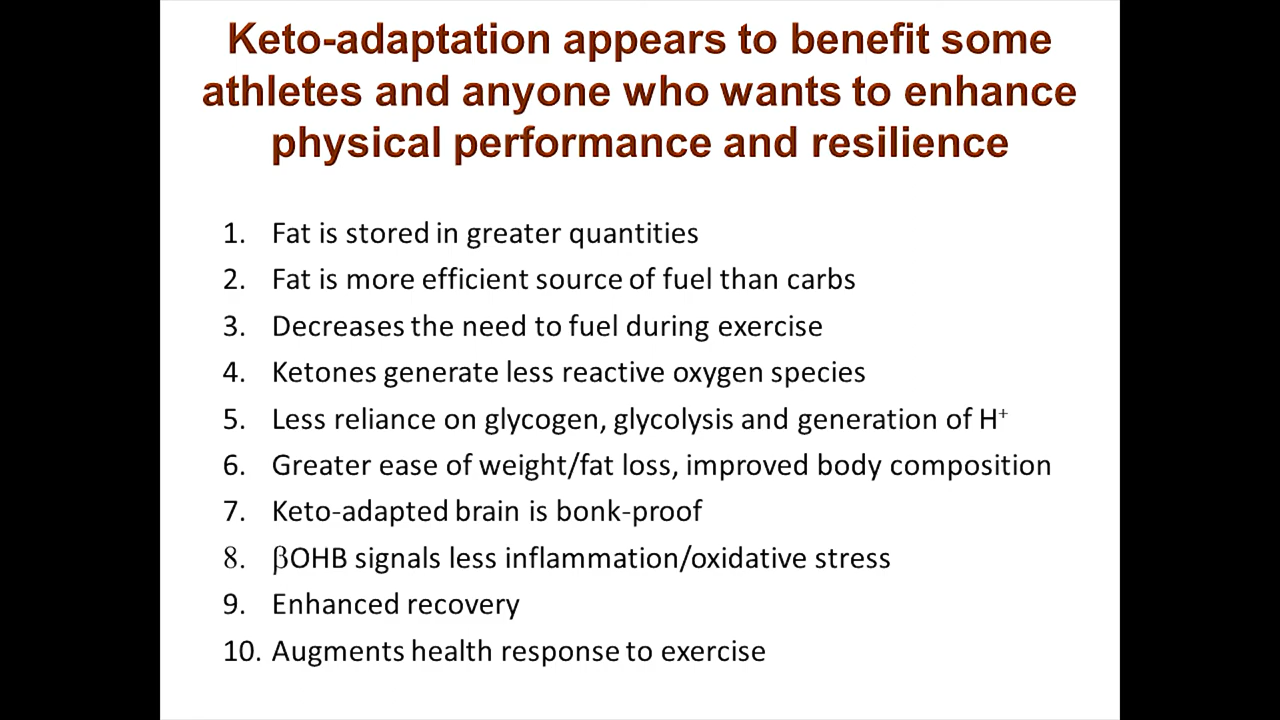 Keto-adaptation appears to benefit some
athletes and anyone who wants to enhance
physical performance and resilience
1. Fat is stored in greater quantities
2. Fat is more efficient source of fuel than carbs
3. Decreases the need to fuel during exercise
4. Ketones generate less reactive oxygen species
5. Less reliance on glycogen, glycolysis and generation of H⁺
6. Greater ease of weight/fat loss, improved body composition
7. Keto-adapted brain is bonk-proof
8. βOHB signals less inflammation/oxidative stress
9. Enhanced recovery
10. Augments health response to exercise